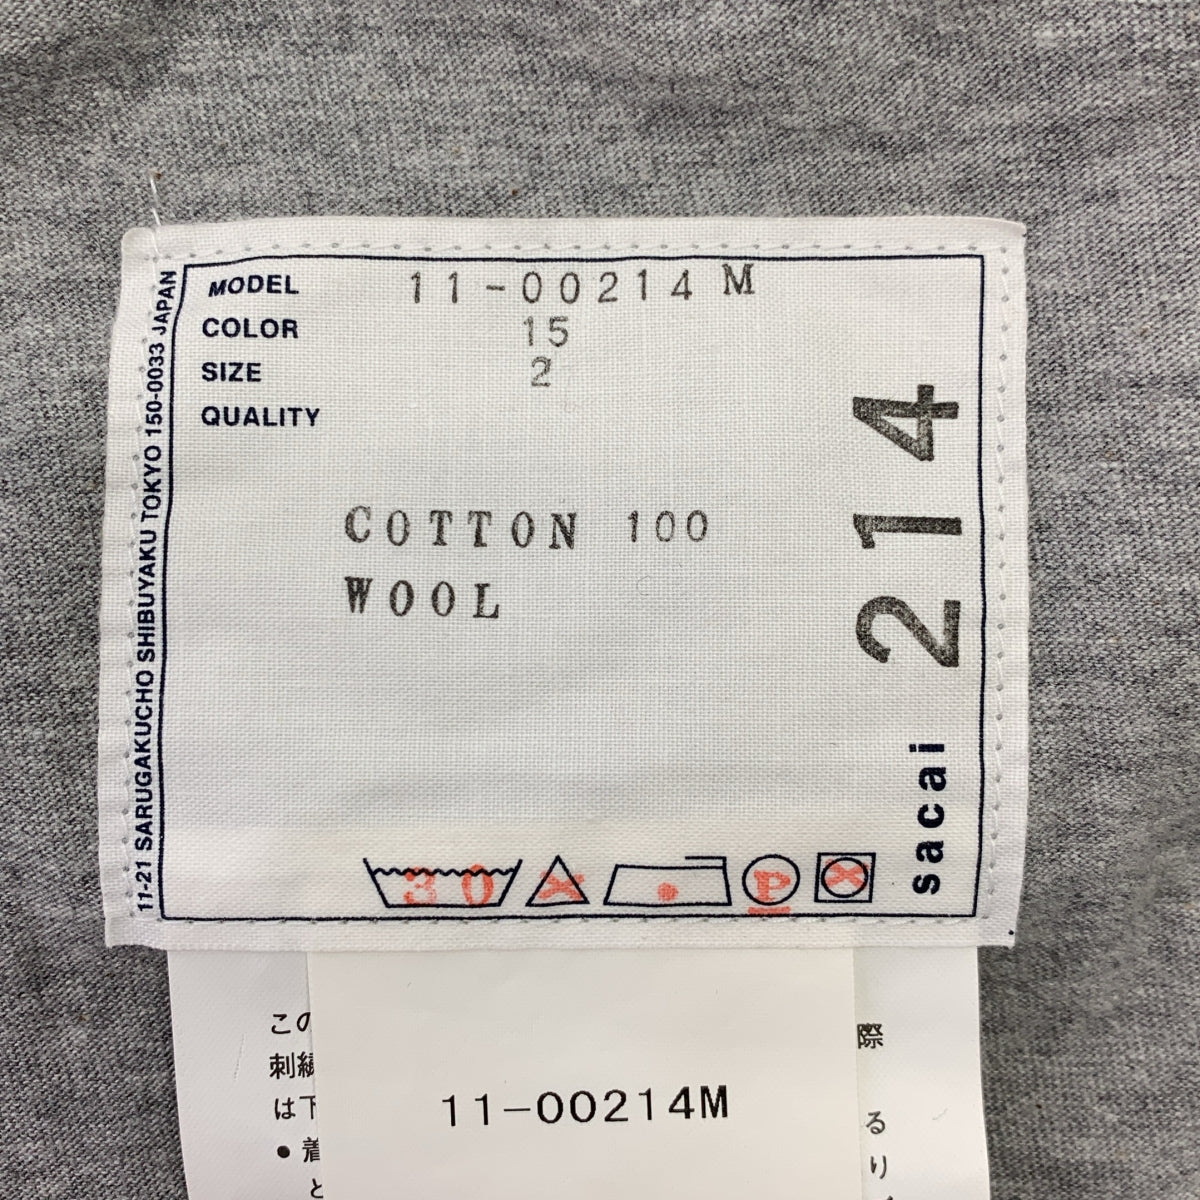 MODEL 11-00214 M
COLOR 15
SIZE 2
QUALITY
COTTON 100
WOOL
214
sacai
11-21 SARUGAKUCHO SHIBUYAKU TOKYO 150-0033 JAPAN
30 X P X
この
刺繍
は下
● 着
と
際
る
り
11-00214M